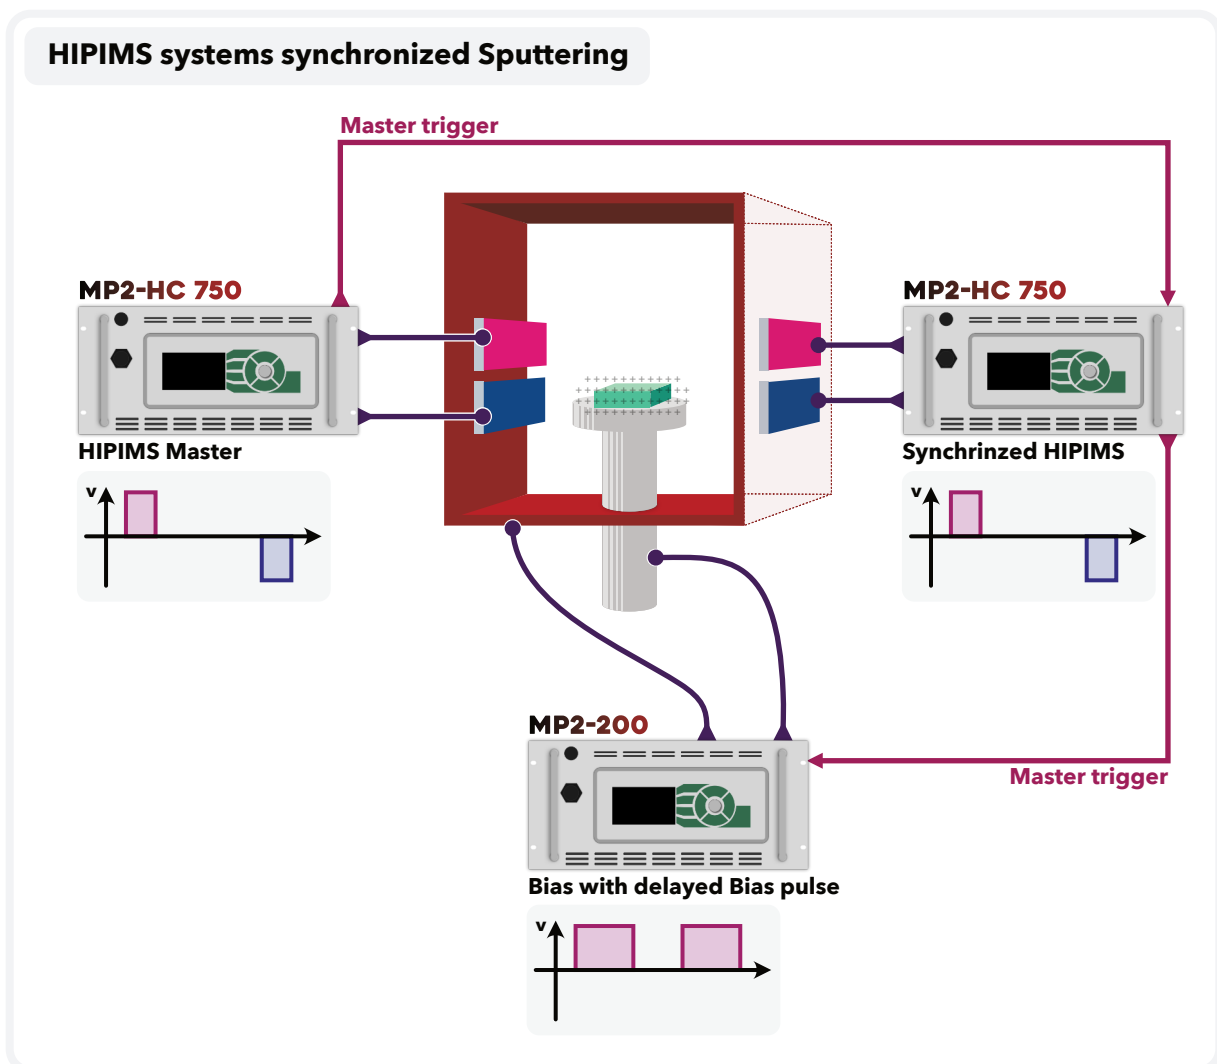 HIPIMS systems synchronized Sputtering
Master trigger
MP2-HC 750
MP2-HC 750
HIPIMS Master
Synchrinzed HIPIMS
v
v
MP2-200
Master trigger
Bias with delayed Bias pulse
v